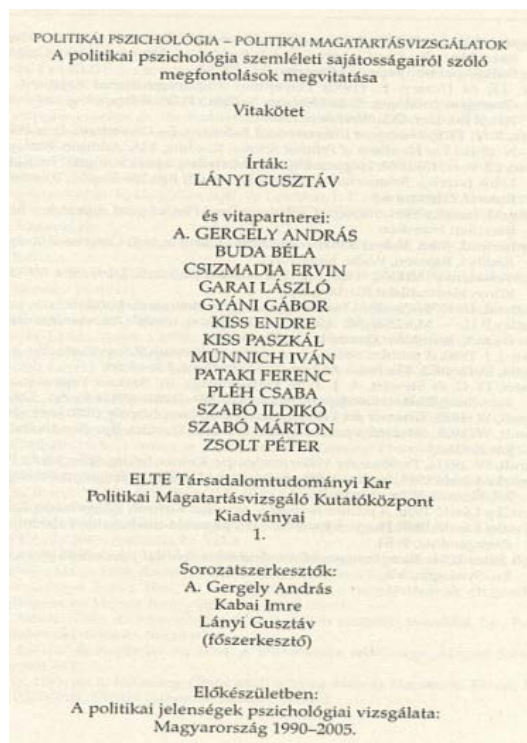 POLITIKAI PSZICHOLÓGIA – POLITIKAI MAGATARTÁSVIZSGÁLATOK
A politikai pszichológia szemléleti sajátosságairól szóló
megfontolások megvitatása
Vitakötet
Írták:
LÁNYI GUSZTÁV
és vitapartnerei:
A. GERGELY ANDRÁS
BUDA BÉLA
CSIZMADIA ERVIN
GARAI LÁSZLÓ
GYÁNI GÁBOR
KISS ENDRE
KISS PASZKÁL
MÜNNICH IVÁN
PATAKI FERENC
PLÉH CSABA
SZABÓ ILDIKÓ
SZABÓ MÁRTON
ZSOLT PÉTER
ELTE Társadalomtudományi Kar
Politikai Magatartásvizsgáló Kutatóközpont
Kiadványai
1.
Sorozatszerkesztők:
A. Gergely András
Kabai Imre
Lányi Gusztáv
(főszerkesztő)
Előkészületben:
A politikai jelenségek pszichológiai vizsgálata:
Magyarország 1990–2005.